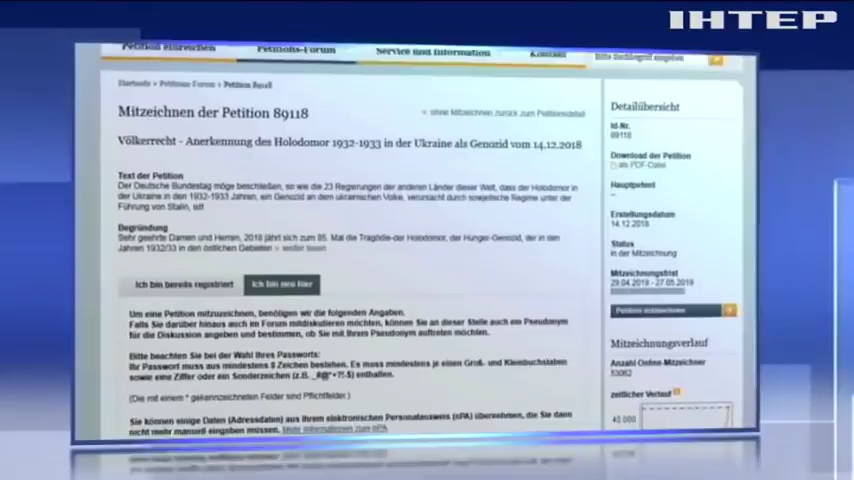 ІНТЕР
Petition einreichen
Petitions-Forum
Service und Information
Kontakt
Bitte Suchbegriff eingeben
Startseite > Petitions-Forum > Petition 89118
Mitzeichnen der Petition 89118
ohne Mitzeichnen zurück zum Petitionsdetail
Völkerrecht - Anerkennung des Holodomor 1932-1933 in der Ukraine als Genozid vom 14.12.2018
Text der Petition
Der Deutsche Bundestag möge beschließen, so wie die 23 Regierungen der anderen Länder dieser Welt, dass der Holodomor in
der Ukraine in den 1932-1933 Jahren, ein Genozid an dem ukrainischen Volke, verursacht durch sowjetische Regime unter der
Führung von Stalin, ist!
Begründung
Sehr geehrte Damen und Herren, 2018 jährt sich zum 85. Mal die Tragödie-der Holodomor, der Hunger-Genozid, der in den
Jahren 1932/33 in den östlichen Gebieten » weiter lesen
Ich bin bereits registriert
Ich bin neu hier
Um eine Petition mitzuzeichnen, benötigen wir die folgenden Angaben.
Falls Sie darüber hinaus auch im Forum mitdiskutieren möchten, können Sie an dieser Stelle auch ein Pseudonym
für die Diskussion angeben und bestimmen, ob Sie mit Ihrem Pseudonym auftreten möchten.
Bitte beachten Sie bei der Wahl Ihres Passworts:
Ihr Passwort muss aus mindestens 8 Zeichen bestehen. Es muss mindestens je einen Groß- und Kleinbuchstaben
sowie eine Ziffer oder ein Sonderzeichen (z.B. _#@*+?!-$) enthalten.
(Die mit einem * gekennzeichneten Felder sind Pflichtfelder.)
Sie können einige Daten (Adressdaten) aus Ihrem elektronischen Personalausweis (nPA) übernehmen, die Sie dann
nicht mehr manuell eingeben müssen. Mehr Informationen zum nPA
Detailübersicht
Id-Nr.
89118
Download der Petition
als PDF-Datei
Hauptpetent
--
Erstellungsdatum
14.12.2018
Status
in der Mitzeichnung
Mitzeichnungsfrist
29.04.2019 - 27.05.2019
Petition mitzeichnen
Mitzeichnungsverlauf
Anzahl Online-Mitzeichner
53062
zeitlicher Verlauf
43 000